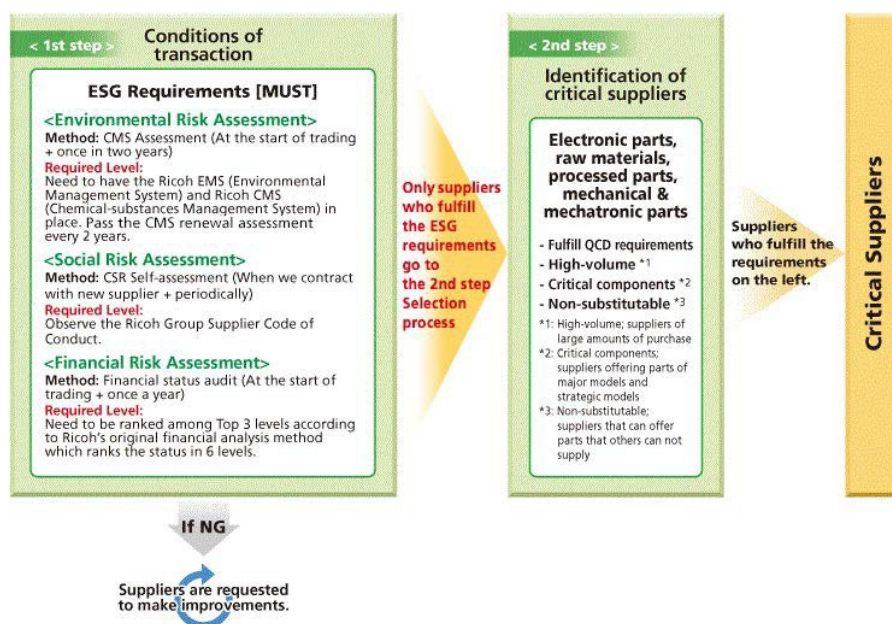 < 1st step >
Conditions of
transaction
ESG Requirements [MUST]
<Environmental Risk Assessment>
Method: CMS Assessment (At the start of trading
+ once in two years)
Required Level:
Need to have the Ricoh EMS (Environmental
Management System) and Ricoh CMS
(Chemical-substances Management System) in
place. Pass the CMS renewal assessment
every 2 years.
<Social Risk Assessment>
Method: CSR Self-assessment (When we contract
with new supplier + periodically)
Required Level:
Observe the Ricoh Group Supplier Code of
Conduct.
<Financial Risk Assessment>
Method: Financial status audit (At the start of
trading + once a year)
Required Level:
Need to be ranked among Top 3 levels according
to Ricoh's original financial analysis method
which ranks the status in 6 levels.
If NG
Suppliers are requested
to make improvements.
Only suppliers
who fulfill
the ESG
requirements
go to
the 2nd step
Selection
process
< 2nd step >
Identification of
critical suppliers
Electronic parts,
raw materials,
processed parts,
mechanical &
mechatronic parts
- Fulfill QCD requirements
- High-volume *1
- Critical components *2
- Non-substitutable *3
*1: High-volume; suppliers of
large amounts of purchase
*2: Critical components;
suppliers offering parts of
major models and
strategic models
*3: Non-substitutable;
suppliers that can offer
parts that others can not
supply
Suppliers
who fulfill the
requirements
on the left.
Critical Suppliers